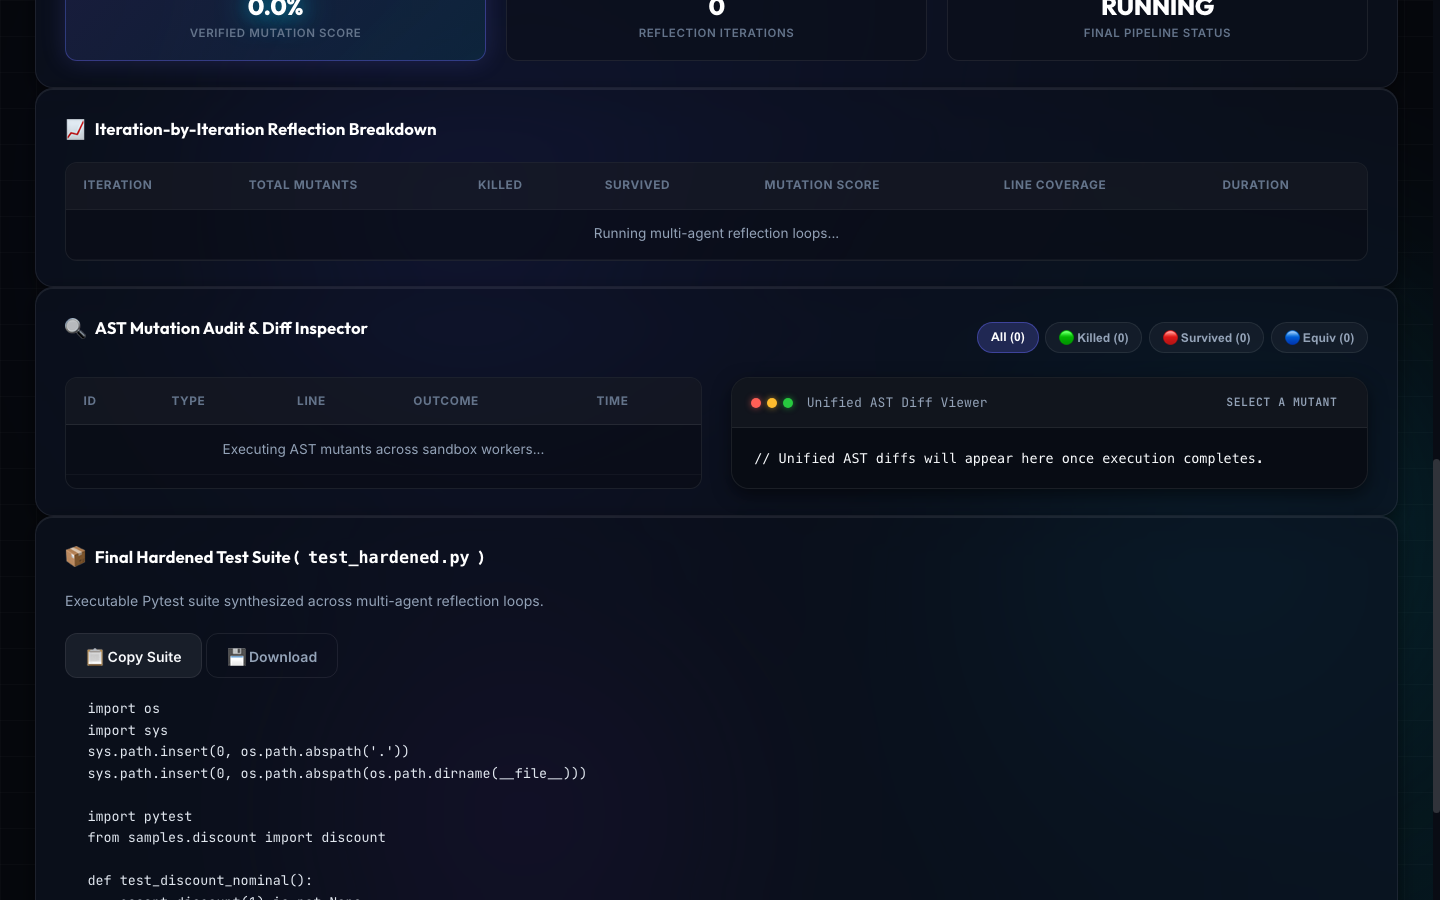 0.0%
VERIFIED MUTATION SCORE
0
REFLECTION ITERATIONS
RUNNING
FINAL PIPELINE STATUS
Iteration-by-Iteration Reflection Breakdown
ITERATION TOTAL MUTANTS KILLED SURVIVED MUTATION SCORE LINE COVERAGE DURATION
Running multi-agent reflection loops...
AST Mutation Audit & Diff Inspector
All (0) Killed (0) Survived (0) Equiv (0)
ID TYPE LINE OUTCOME TIME
Executing AST mutants across sandbox workers...
Unified AST Diff Viewer SELECT A MUTANT
// Unified AST diffs will appear here once execution completes.
Final Hardened Test Suite ( test_hardened.py )
Executable Pytest suite synthesized across multi-agent reflection loops.
Copy Suite Download
import os
import sys
sys.path.insert(0, os.path.abspath('.'))
sys.path.insert(0, os.path.abspath(os.path.dirname(__file__)))
import pytest
from samples.discount import discount
def test_discount_nominal():
assert discount(1) is not None